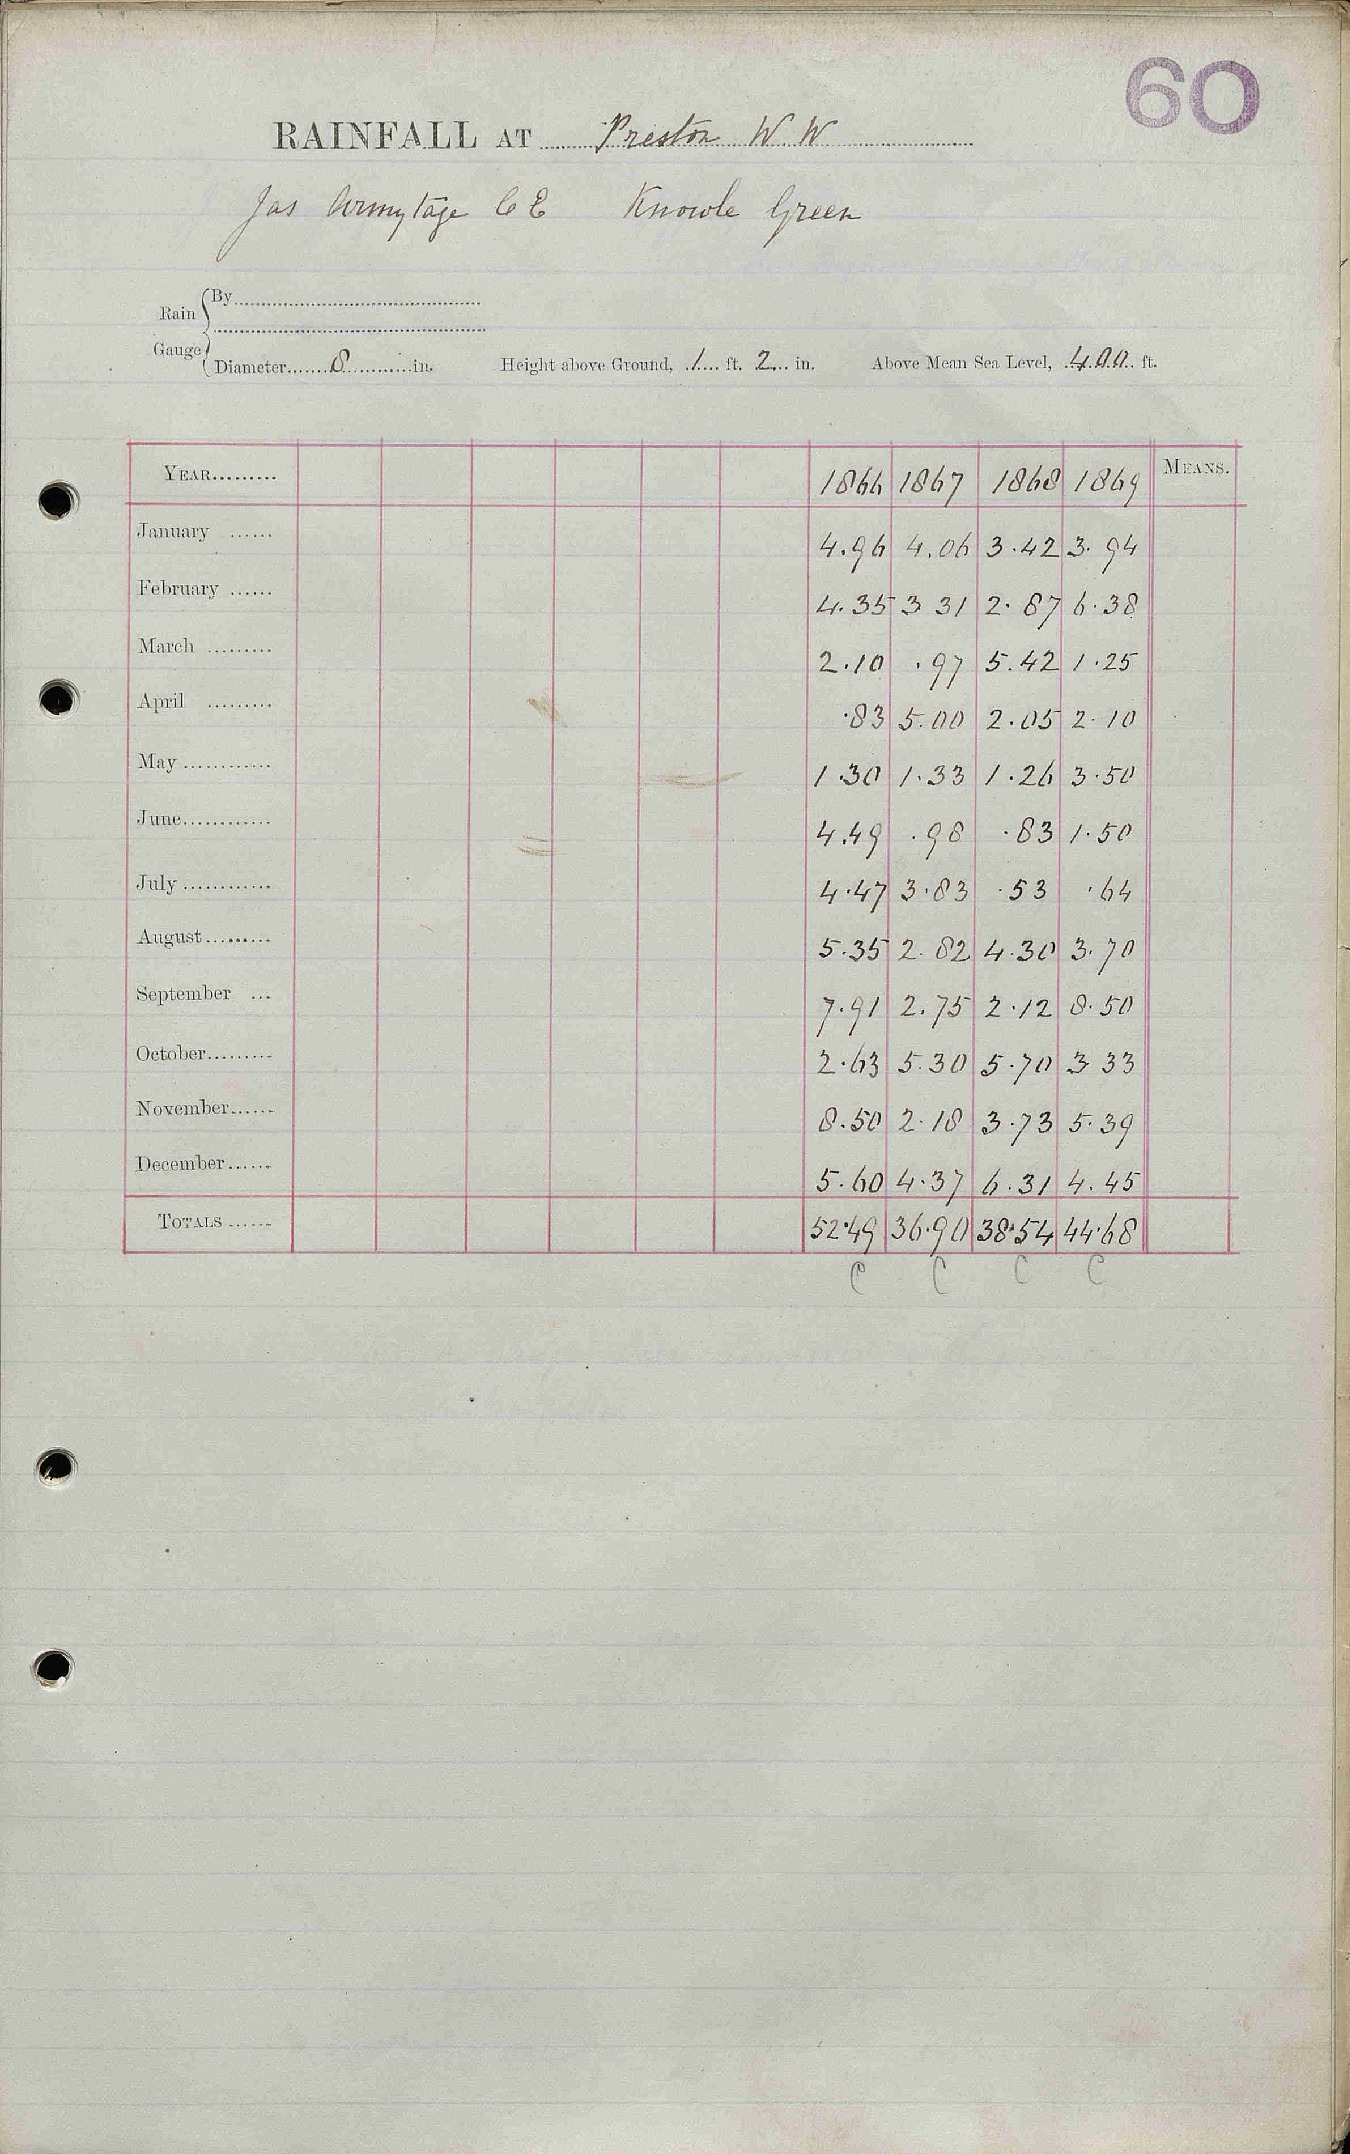 60
RAINFALL AT Preston W W
Jas Armytage C E Knowle Green
Rain Gauge
By
Diameter 8 in. Height above Ground, 1 ft. 2 in. Above Mean Sea Level, 400 ft.
YEAR......... 1866 1867 1868 1869 MEANS.
January ...... 4.96 4.06 3.42 3.94
February ...... 4.35 3 31 2.87 6.38
March ......... 2.10 .97 5.42 1.25
April ......... .83 5.00 2.05 2.10
May ............ 1.30 1.33 1.26 3.50
June............ 4.49 .98 .83 1.50
July ............ 4.47 3.83 .53 .64
August......... 5.35 2.82 4.30 3.70
September ... 7.91 2.75 2.12 8.50
October......... 2.63 5.30 5.70 3 33
November...... 8.50 2.18 3.73 5.39
December...... 5.60 4.37 6.31 4.45
TOTALS ...... 52.49 36.90 38.54 44.68
C C C C